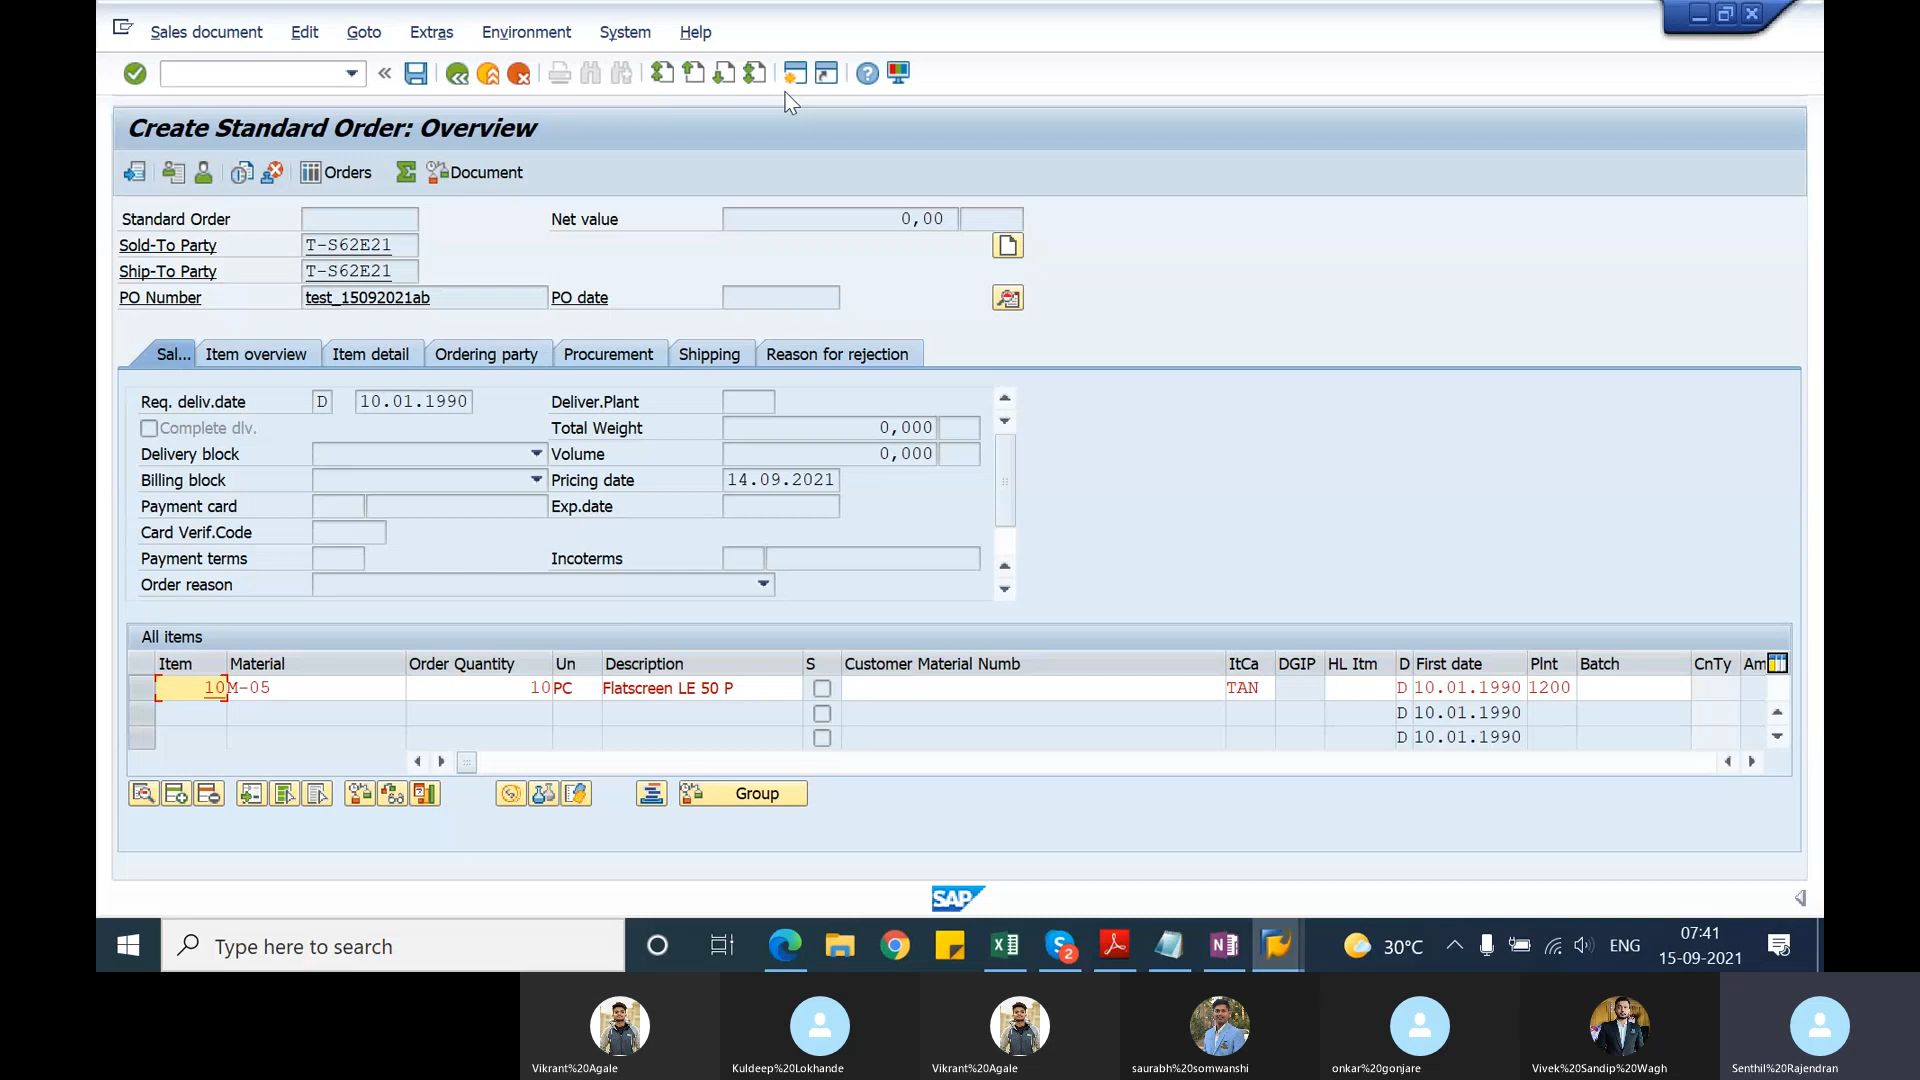 Sales document Edit Goto Extras Environment System Help
Create Standard Order: Overview
Orders Document
Standard Order Net value 0,00
Sold-To Party T-S62E21
Ship-To Party T-S62E21
PO Number test_15092021ab PO date
Sal... Item overview Item detail Ordering party Procurement Shipping Reason for rejection
Req. deliv.date D 10.01.1990 Deliver.Plant
Complete dlv. Total Weight 0,000
Delivery block Volume 0,000
Billing block Pricing date 14.09.2021
Payment card Exp.date
Card Verif.Code
Payment terms Incoterms
Order reason
All items
Item Material Order Quantity Un Description S Customer Material Numb ItCa DGIP HL Itm D First date Plnt Batch CnTy Am
10 M-05 10 PC Flatscreen LE 50 P TAN D 10.01.1990 1200
D 10.01.1990
D 10.01.1990
Group
SAP
Type here to search 2 30°C ENG 07:41
15-09-2021
Vikrant%20Agale Kuldeep%20Lokhande Vikrant%20Agale saurabh%20somwanshi onkar%20gonjare Vivek%20Sandip%20Wagh Senthil%20Rajendran